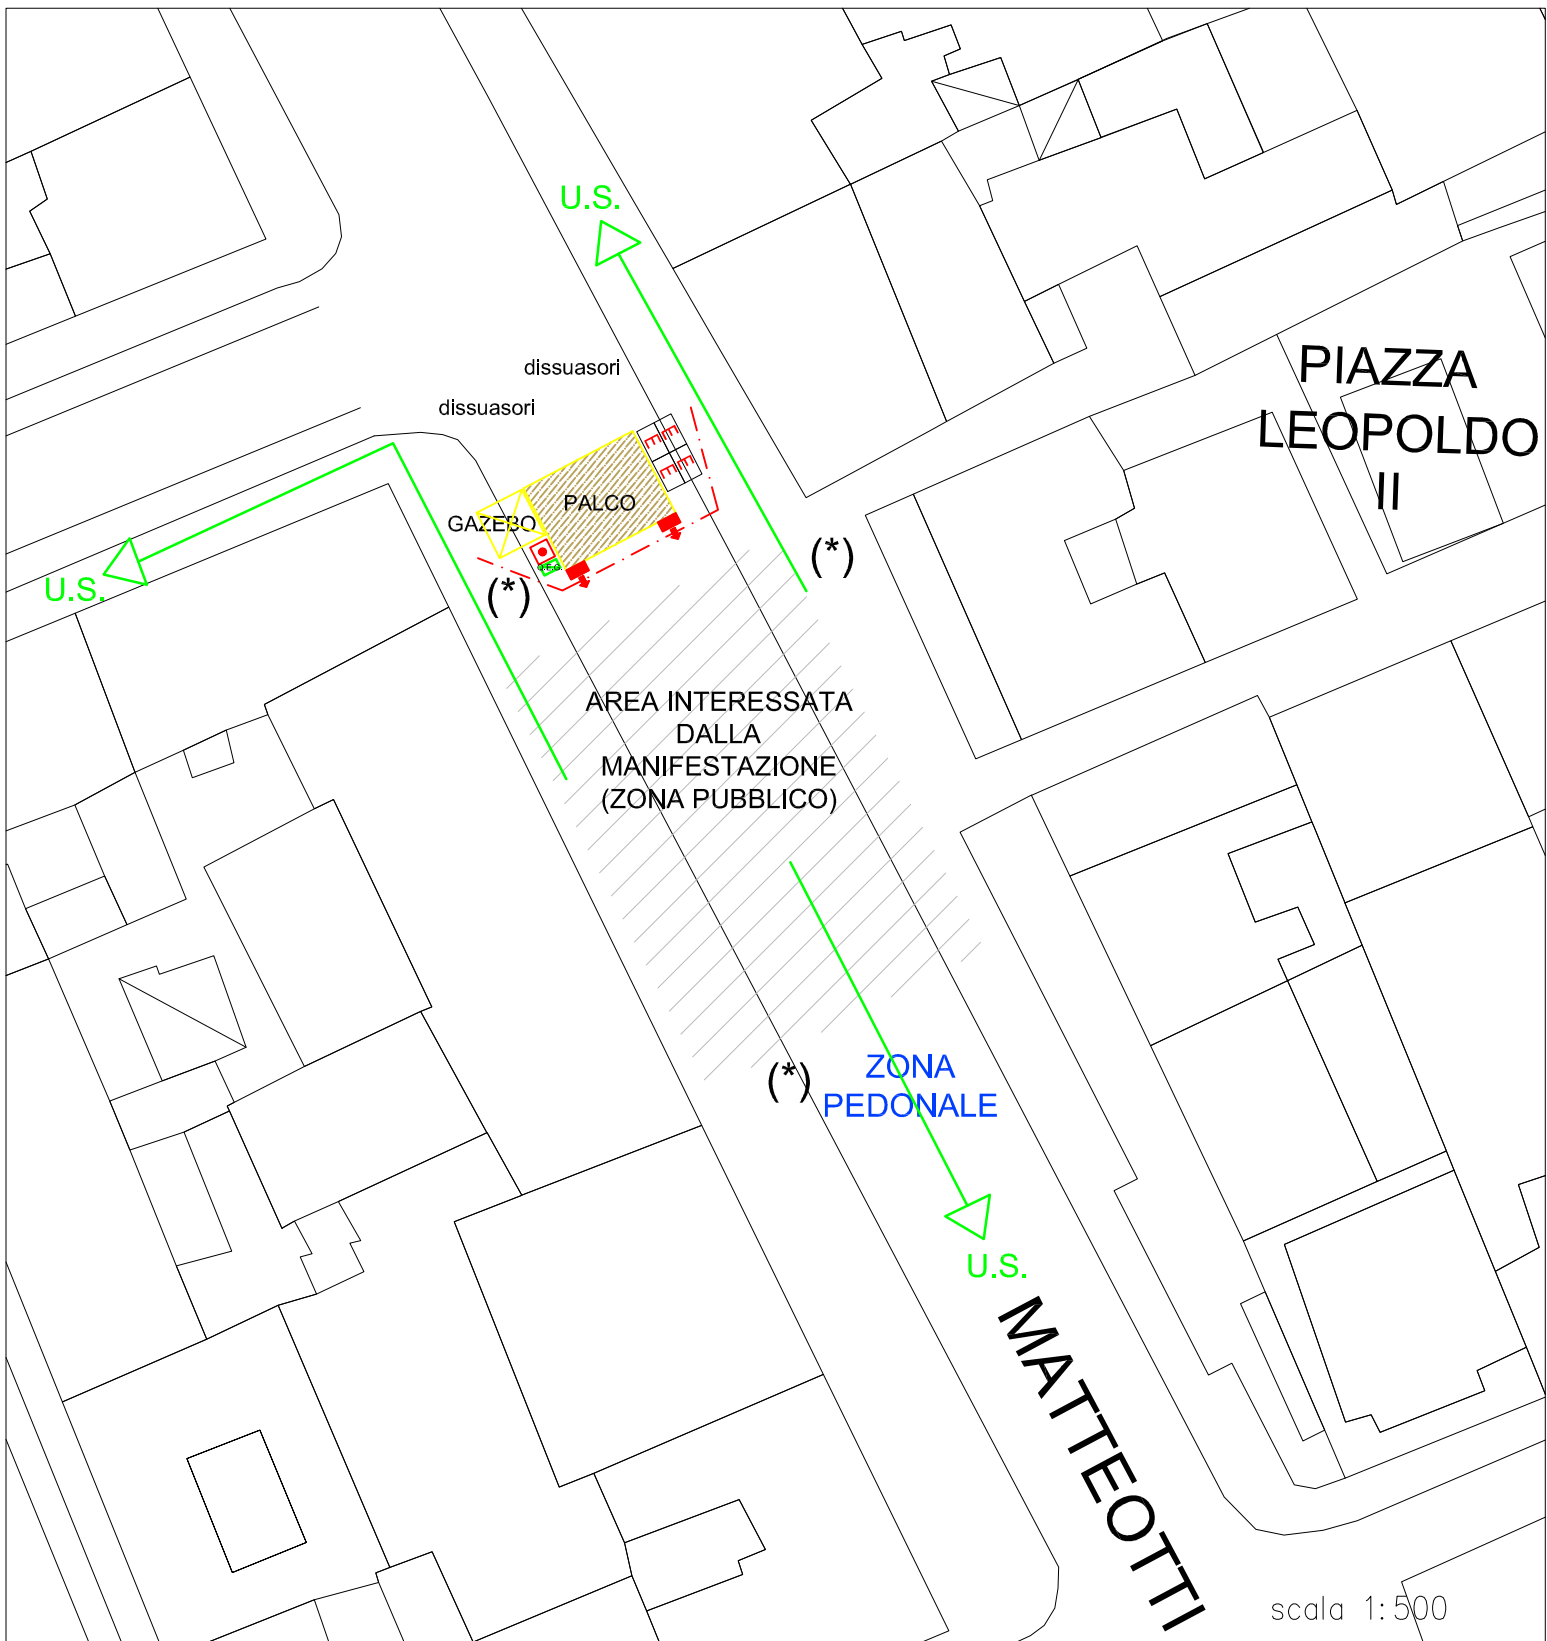 U.S.
PIAZZA
LEOPOLDO
II
dissuasori
dissuasori
PALCO
GAZEBO
Q.E.G.
(*)
(*)
U.S.
AREA INTERESSATA
DALLA
MANIFESTAZIONE
(ZONA PUBBLICO)
(*)
ZONA
PEDONALE
U.S.
MATTEOTTI
scala 1:500